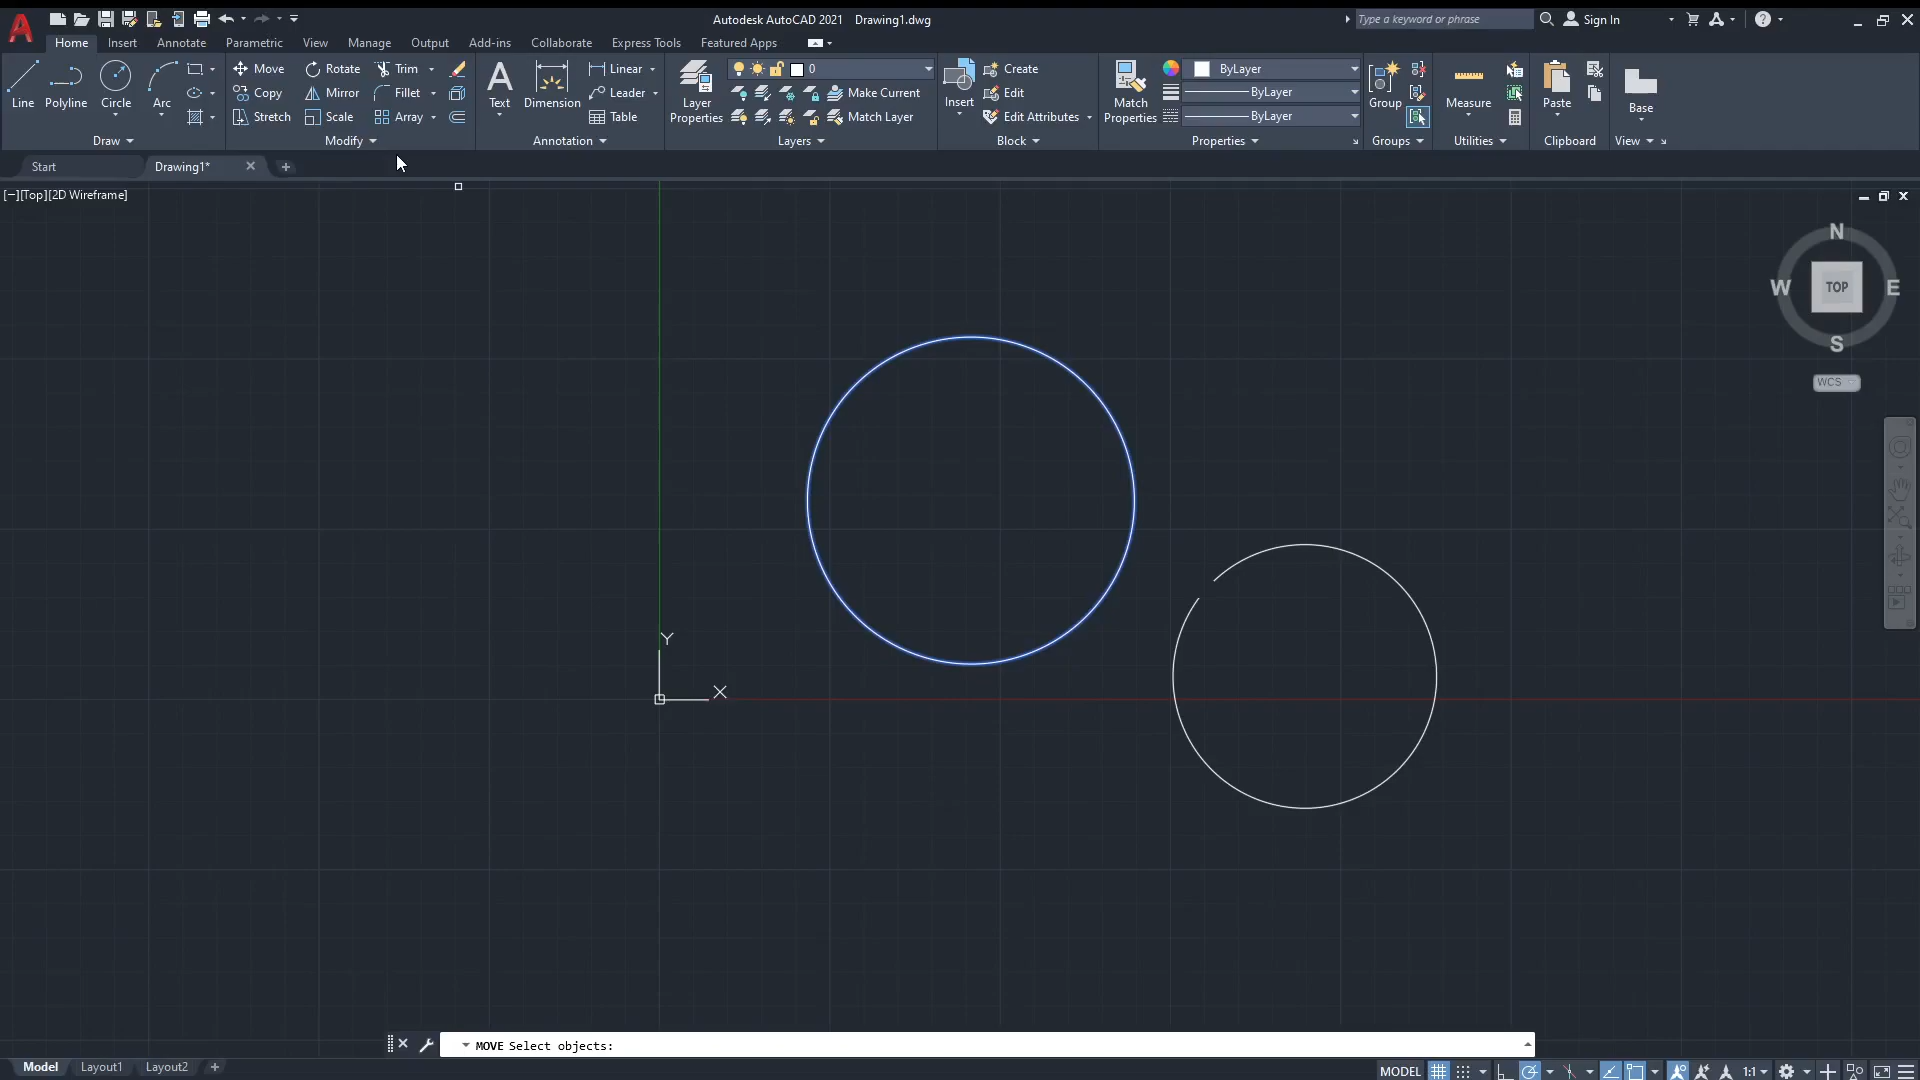 Autodesk AutoCAD 2021 Drawing1.dwg
Type a keyword or phrase
Sign In
Home Insert Annotate Parametric View Manage Output Add-ins Collaborate Express Tools Featured Apps
Move Rotate Trim Linear 0 Create ByLayer
Copy Mirror Fillet Leader Make Current Edit ByLayer
Line Polyline Circle Arc Text Dimension Layer Properties Insert Match Properties Group Measure Paste Base
Stretch Scale Array Table Match Layer Edit Attributes ByLayer
Draw Modify Annotation Layers Block Properties Groups Utilities Clipboard View
Start Drawing1*
[−][Top][2D Wireframe]
N
W TOP E
S
WCS
Y
X
MOVE Select objects:
Model Layout1 Layout2
MODEL 1:1